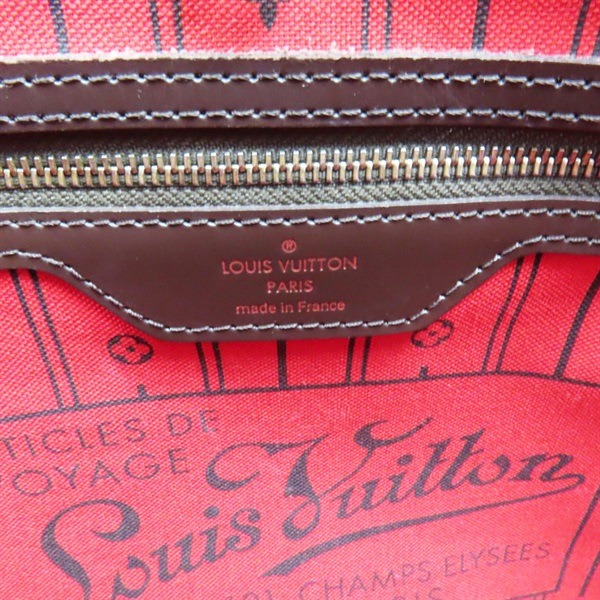 ®
LOUIS VUITTON
PARIS
made in France
TICLES DE
OYAGE
Louis Vuitton
CHAMPS ELYSEES